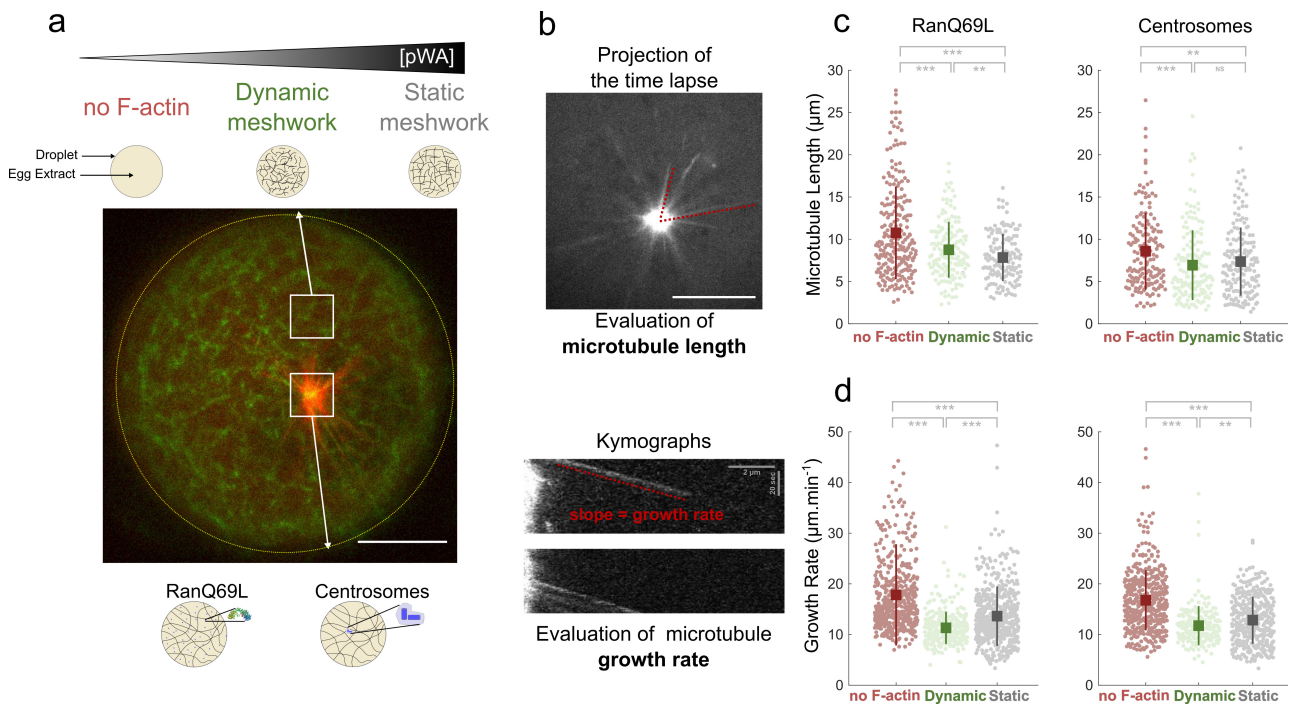 a
[pWA]
no F-actin
Dynamic
meshwork
Static
meshwork
Droplet
Egg Extract
RanQ69L
Centrosomes
b
Projection of
the time lapse
Evaluation of
microtubule length
Kymographs
2 µm
20 sec
slope = growth rate
Evaluation of microtubule
growth rate
c
RanQ69L
***
***
**
Microtubule Length (µm)
30
25
20
15
10
5
0
no F-actin
Dynamic
Static
Centrosomes
**
***
NS
30
25
20
15
10
5
0
no F-actin
Dynamic
Static
d
***
***
***
Growth Rate (µm.min-1)
50
40
30
20
10
0
no F-actin
Dynamic
Static
***
***
**
50
40
30
20
10
0
no F-actin
Dynamic
Static